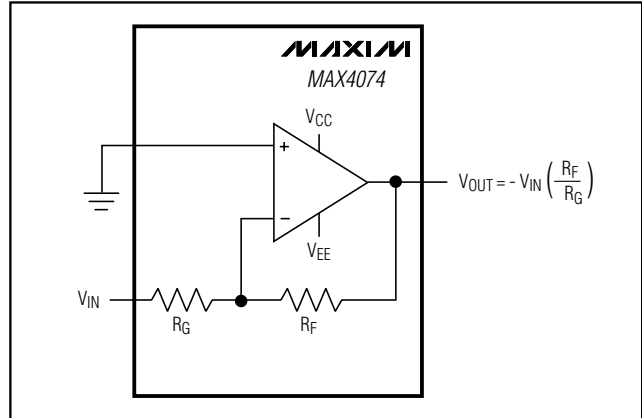 MAXIM
MAX4074
VCC
+
−
VEE
VOUT = - VIN (RF/RG)
VIN
RG
RF